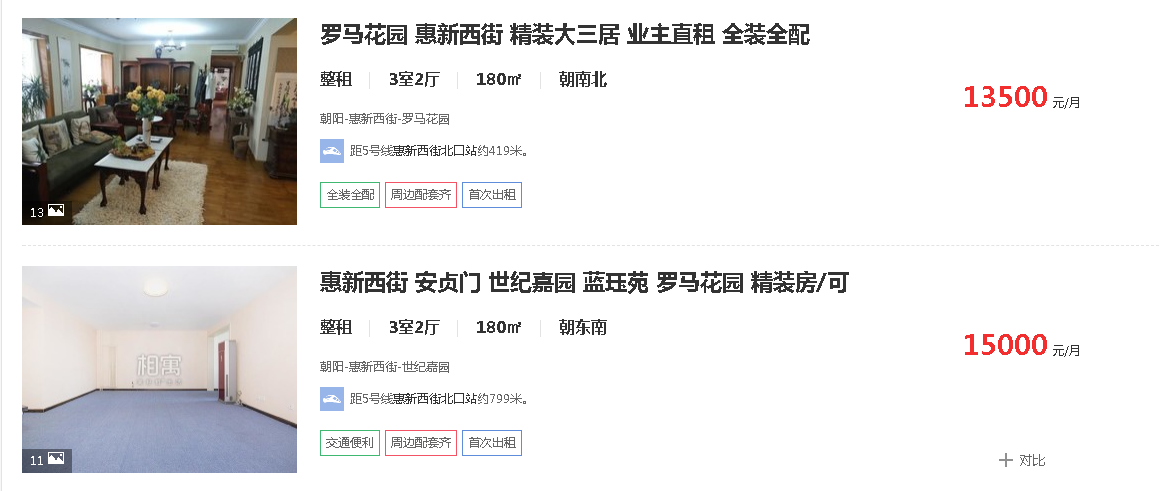 罗马花园 惠新西街 精装大三居 业主直租 全装全配
整租 3室2厅 180㎡ 朝南北
13500 元/月
朝阳-惠新西街-罗马花园
距5号线惠新西街北口站约419米。
全装全配 周边配套齐 首次出租
13
惠新西街 安贞门 世纪嘉园 蓝珏苑 罗马花园 精装房/可
整租 3室2厅 180㎡ 朝东南
15000 元/月
朝阳-惠新西街-世纪嘉园
相寓
距5号线惠新西街北口站约799米。
交通便利 周边配套齐 首次出租
11
对比